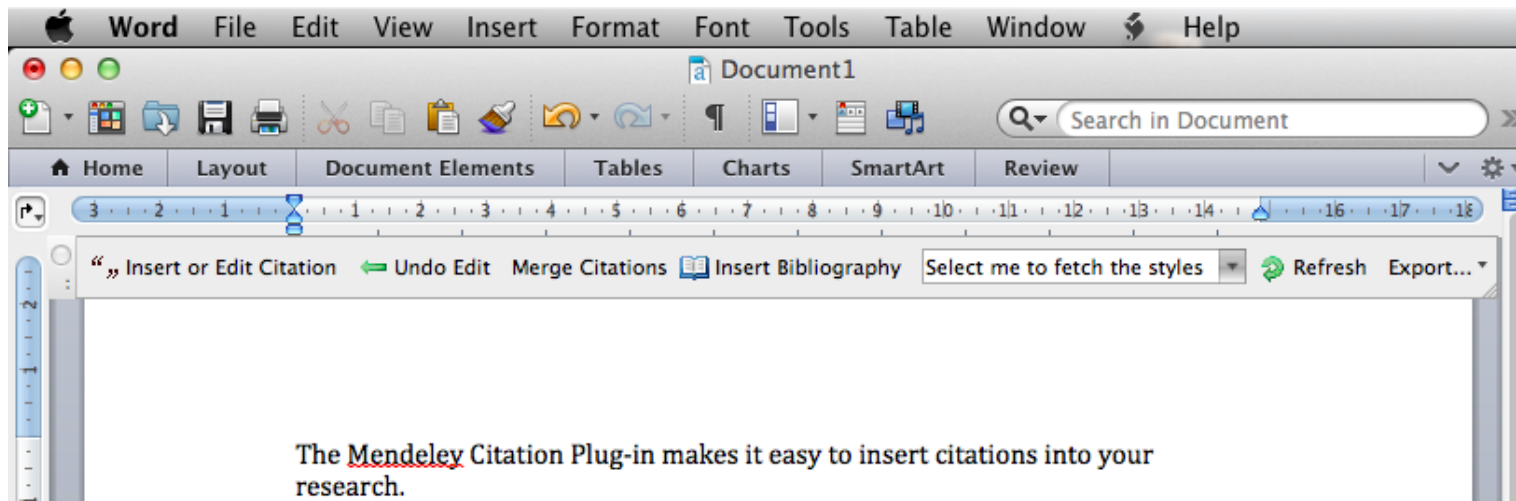 Word File Edit View Insert Format Font Tools Table Window Help
Document1
Search in Document
Home Layout Document Elements Tables Charts SmartArt Review
3 2 1 1 2 3 4 5 6 7 8 9 10 11 12 13 14 16 17 18
“„ Insert or Edit Citation Undo Edit Merge Citations Insert Bibliography Select me to fetch the styles Refresh Export...
2
1
1
The Mendeley Citation Plug-in makes it easy to insert citations into your
research.